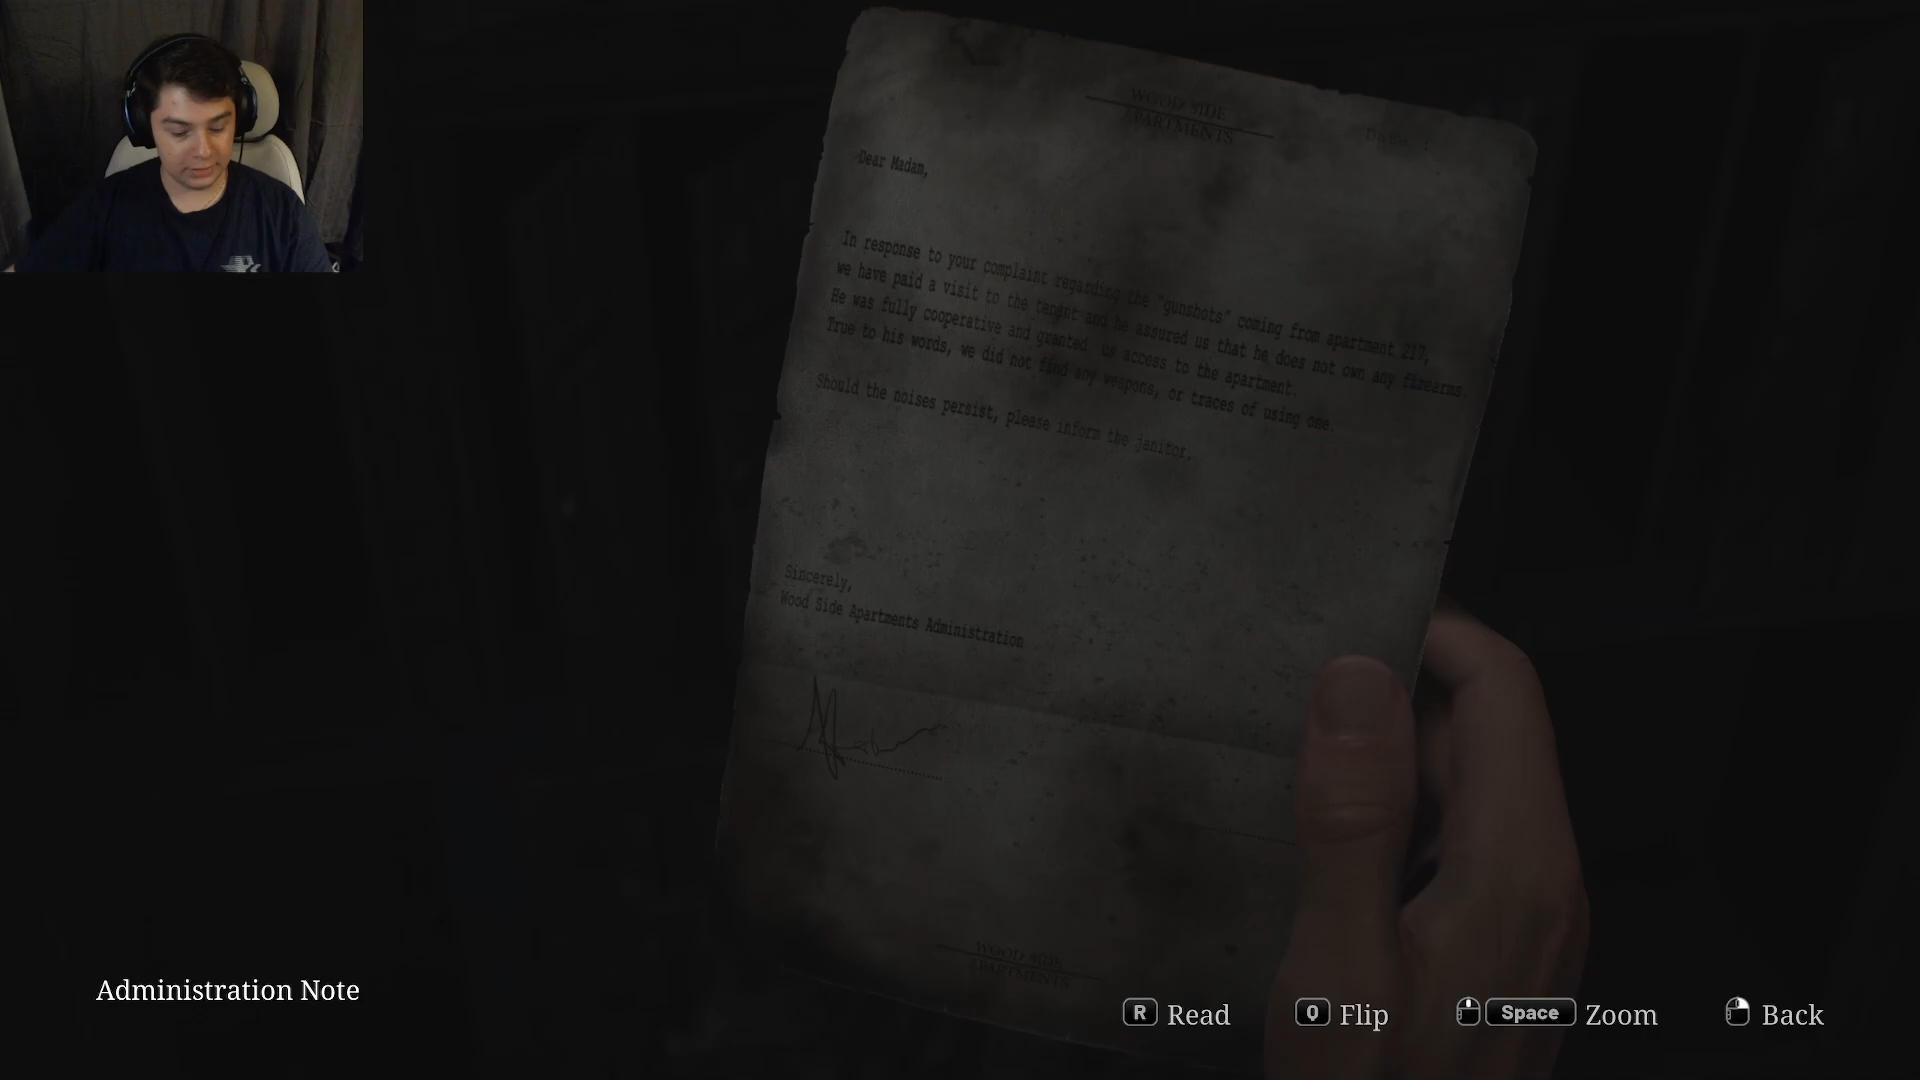 WOOD SIDE
APARTMENTS
Dear Madam,
In response to your complaint regarding the "gunshots" coming from apartment 217,
we have paid a visit to the tenant and he assured us that he does not own any firearms.
He was fully cooperative and granted us access to the apartment.
True to his words, we did not find any weapons, or traces of using one.
Should the noises persist, please inform the janitor.
Sincerely,
Wood Side Apartments Administration
WOOD SIDE
APARTMENTS
Administration Note
R Read
Q Flip
Space Zoom
Back